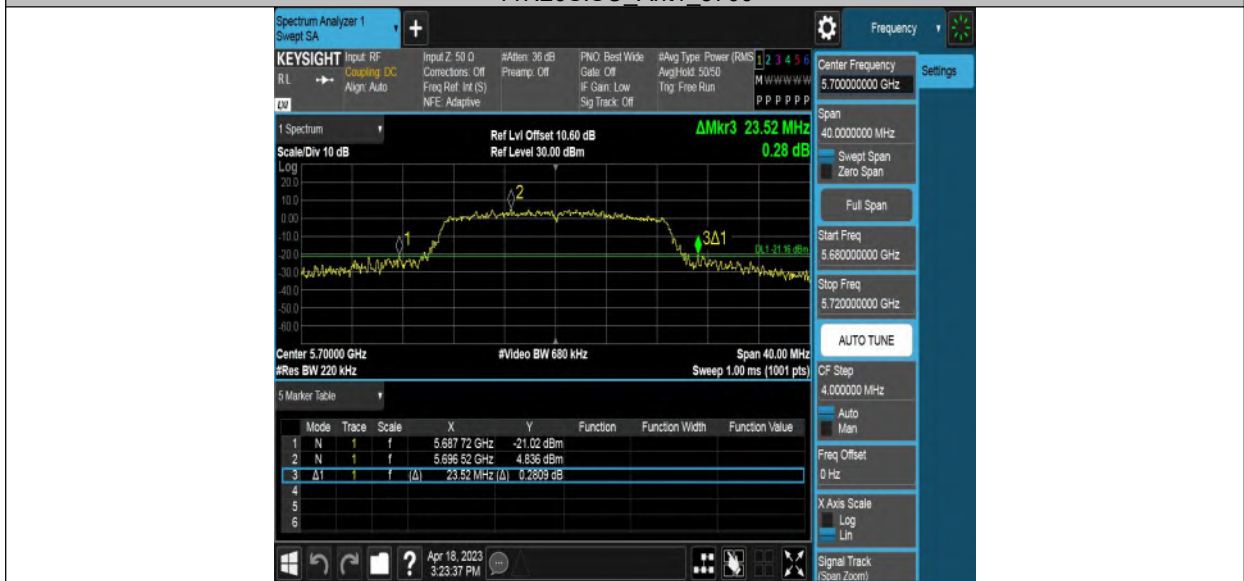 Spectrum Analyzer 1
Swept SA
+
Frequency
KEYSIGHT
RL
LXI
Input: RF
Coupling: DC
Align: Auto
Input Z: 50 Ω
Corrections: Off
Freq Ref: Int (S)
NFE: Adaptive
#Atten: 36 dB
Preamp: Off
PNO: Best Wide
Gate: Off
IF Gain: Low
Sig Track: Off
#Avg Type: Power (RMS
Avg|Hold: 50/50
Trig: Free Run
1 2 3 4 5 6
M W W W W W
P P P P P P
1 Spectrum
Scale/Div 10 dB
Ref Lvl Offset 10.60 dB
Ref Level 30.00 dBm
ΔMkr3 23.52 MHz
0.28 dB
Log
20.0
10.0
0.00
-10.0
-20.0
-30.0
-40.0
-50.0
-60.0
1
2
3Δ1
DL1 -21.16 dBm
Center 5.70000 GHz
#Res BW 220 kHz
#Video BW 680 kHz
Span 40.00 MHz
Sweep 1.00 ms (1001 pts)
5 Marker Table
Mode Trace Scale X Y Function Function Width Function Value
1 N 1 f 5.687 72 GHz -21.02 dBm
2 N 1 f 5.696 52 GHz 4.836 dBm
3 Δ1 1 f (Δ) 23.52 MHz (Δ) 0.2809 dB
4
5
6
?
Apr 18, 2023
3:23:37 PM
Center Frequency
5.700000000 GHz
Settings
Span
40.0000000 MHz
Swept Span
Zero Span
Full Span
Start Freq
5.680000000 GHz
Stop Freq
5.720000000 GHz
AUTO TUNE
CF Step
4.000000 MHz
Auto
Man
Freq Offset
0 Hz
X Axis Scale
Log
Lin
Signal Track
(Span Zoom)